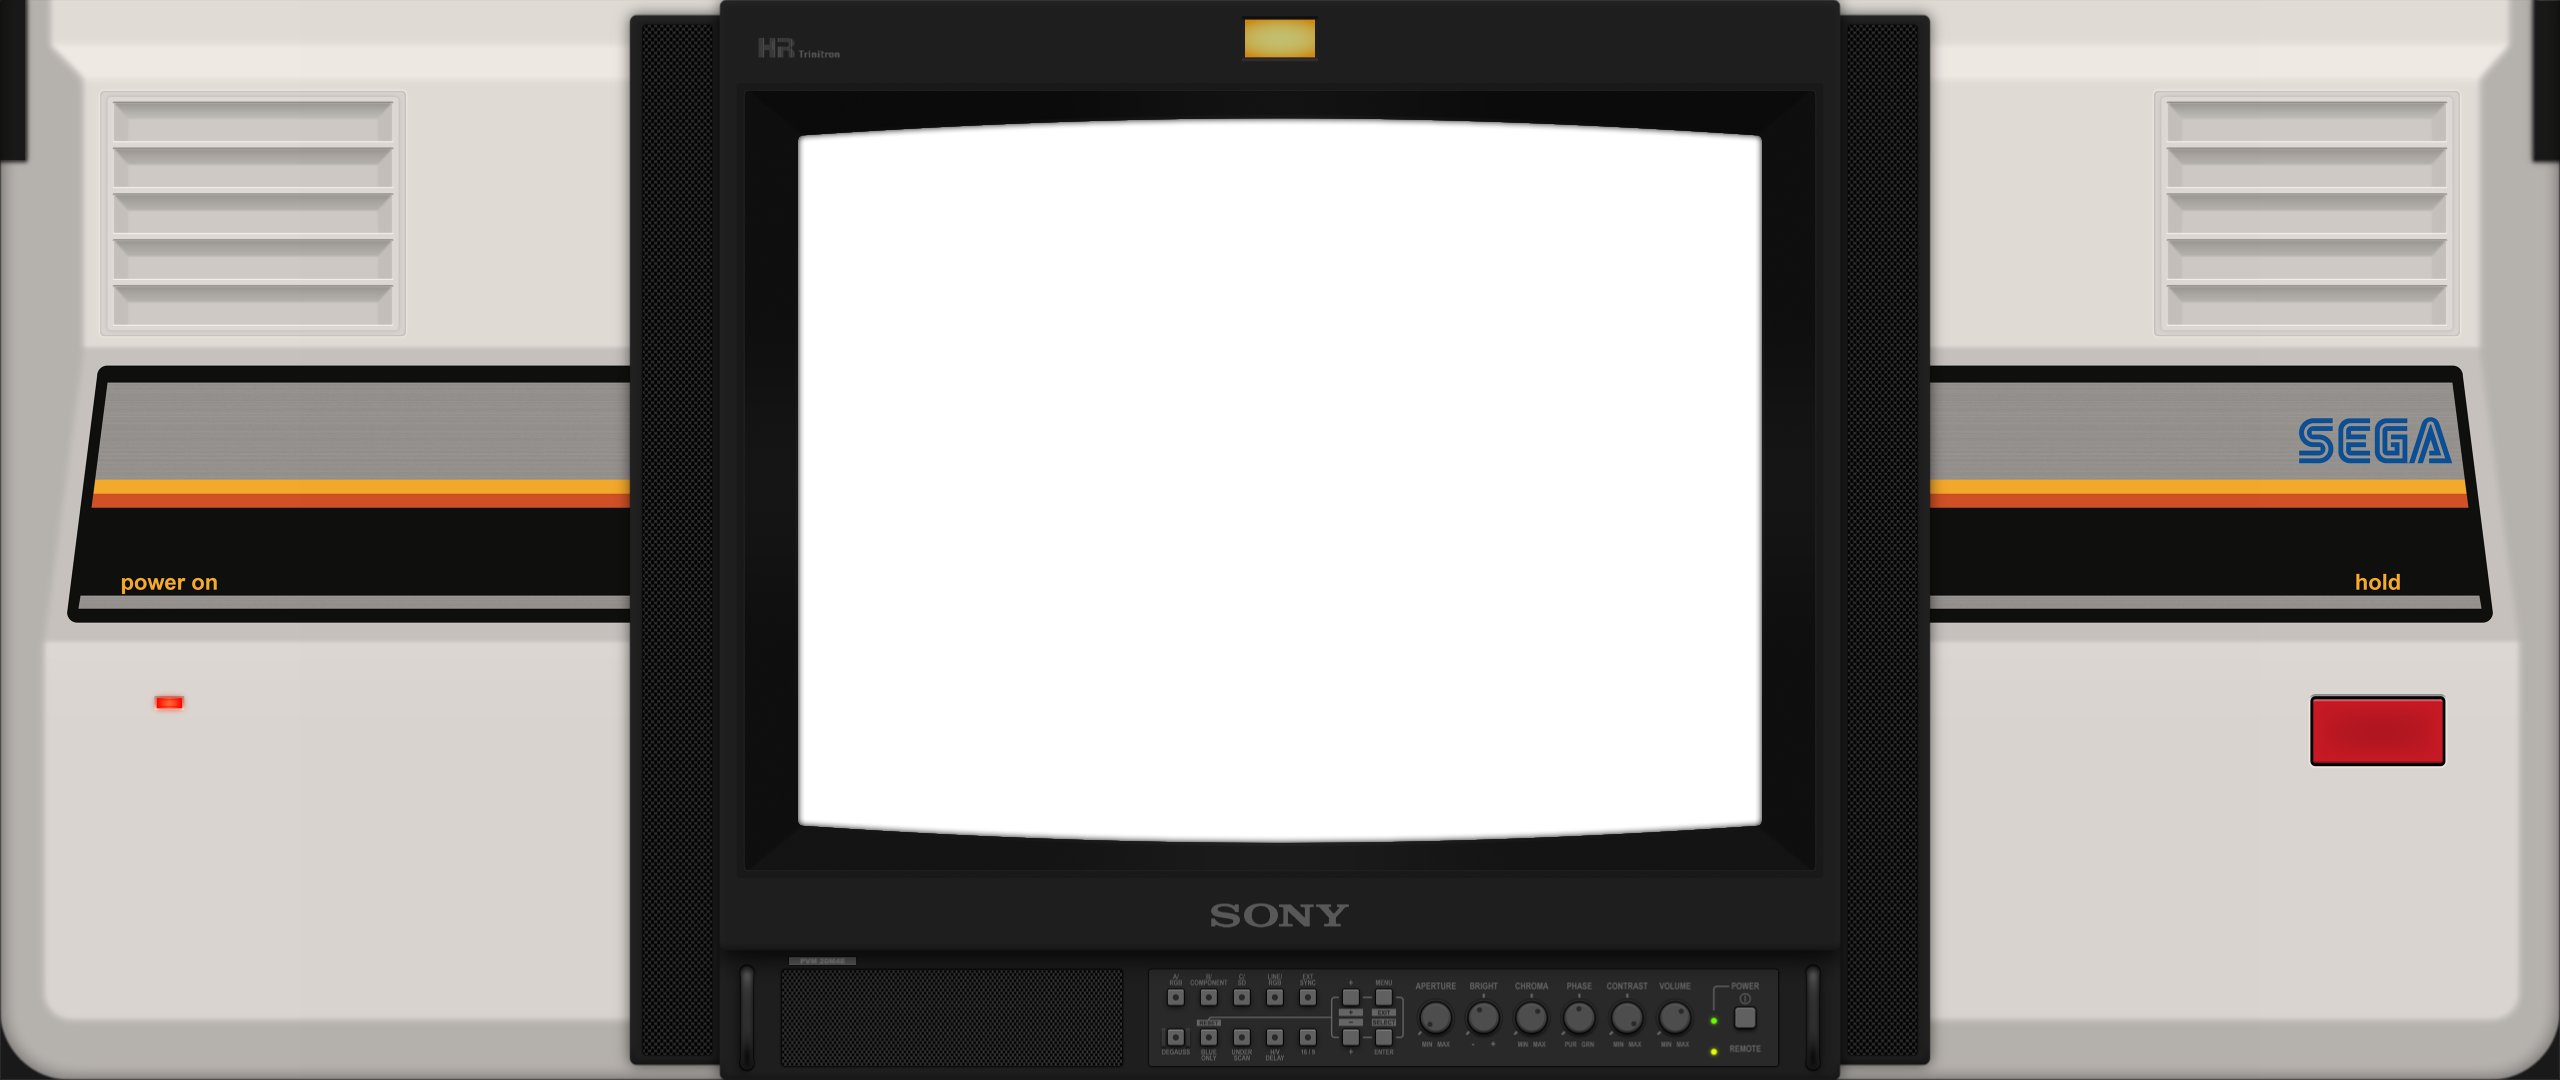 HR Trinitron
SEGA
power on
hold
SONY
PVM 20M4E
A/
RGB
B/
COMPONENT
C/
SD
LINE/
RGB
EXT
SYNC
MENU
APERTURE
BRIGHT
CHROMA
PHASE
CONTRAST
VOLUME
POWER
+
EXIT
RESET
−
SELECT
DEGAUSS
BLUE
ONLY
UNDER
SCAN
H/V
DELAY
16/9
ENTER
MIN MAX
- +
MIN MAX
PUR GRN
MIN MAX
MIN MAX
REMOTE